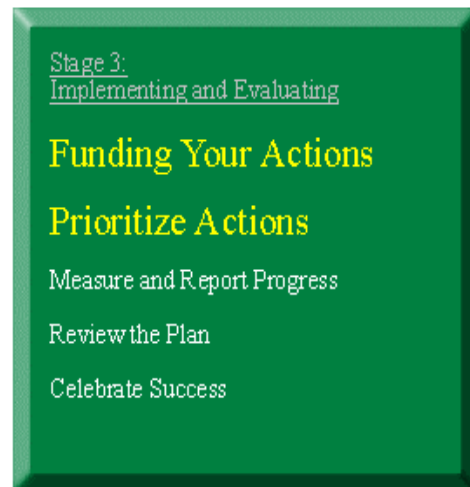 Stage 3:
Implementing and Evaluating
Funding Your Actions
Prioritize Actions
Measure and Report Progress
Review the Plan
Celebrate Success